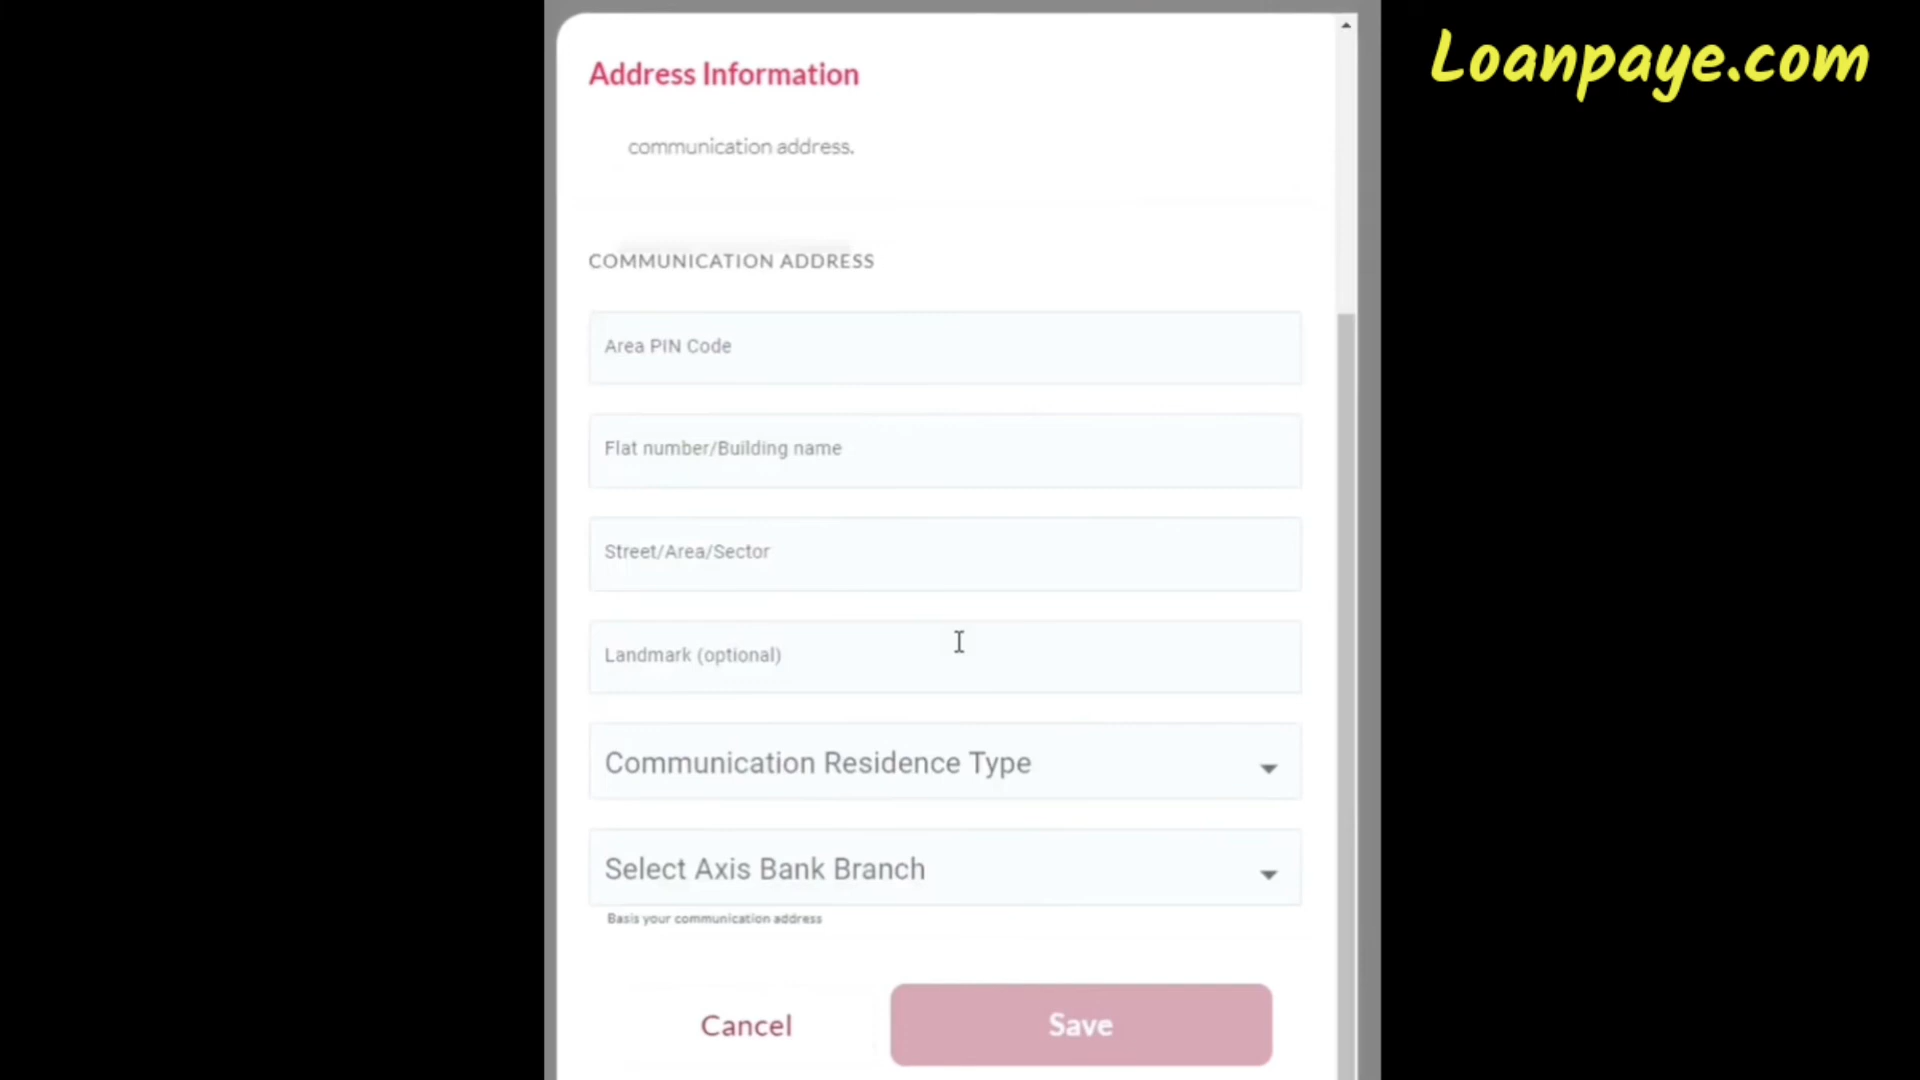 Loanpaye.com
Address Information
communication address.
COMMUNICATION ADDRESS
Area PIN Code
Flat number/Building name
Street/Area/Sector
Landmark (optional)
Communication Residence Type
Select Axis Bank Branch
Basis your communication address
Cancel
Save